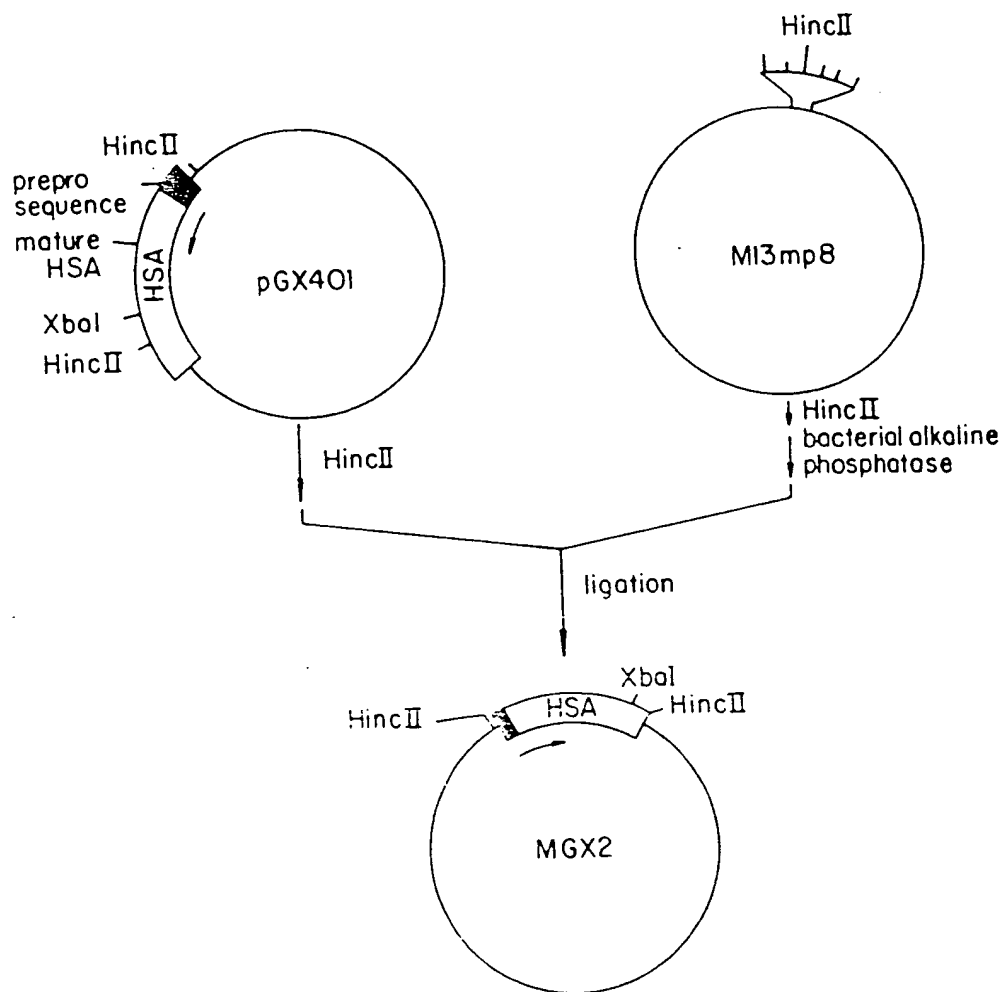 HincII
HincII
prepro
sequence
mature
HSA
HSA
XbaI
HincII
pGX401
M13mp8
HincII
HincII
bacterial alkaline
phosphatase
ligation
XbaI
HincII
HSA
HincII
MGX2